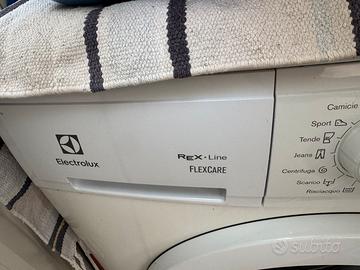 Electrolux
REX-Line
FLEXCARE
Camicie
Sport
Tende
Jeans
Centrifuga
Scarico
Risciacquo
subito